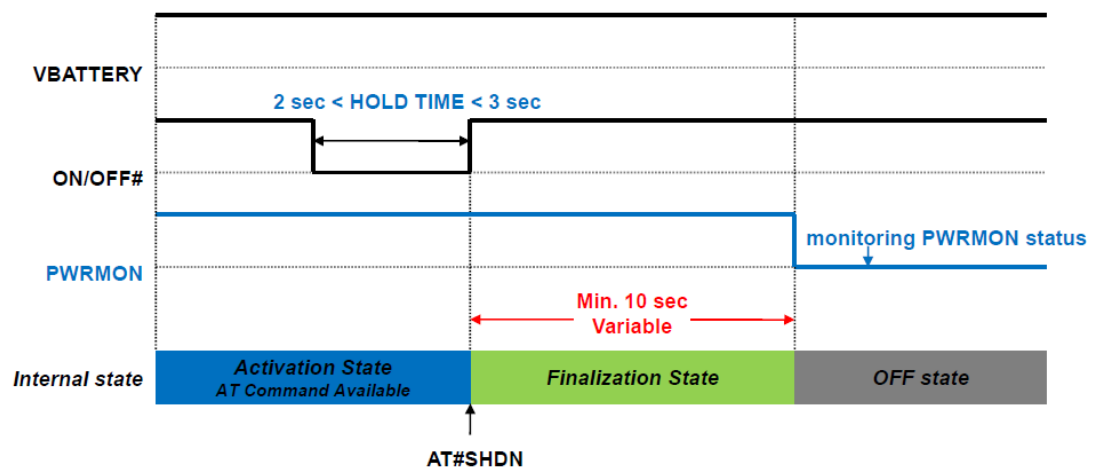 VBATTERY
2 sec < HOLD TIME < 3 sec
ON/OFF#
monitoring PWRMON status
PWRMON
Min. 10 sec
Variable
Internal state
Activation State
AT Command Available
Finalization State
OFF state
AT#SHDN